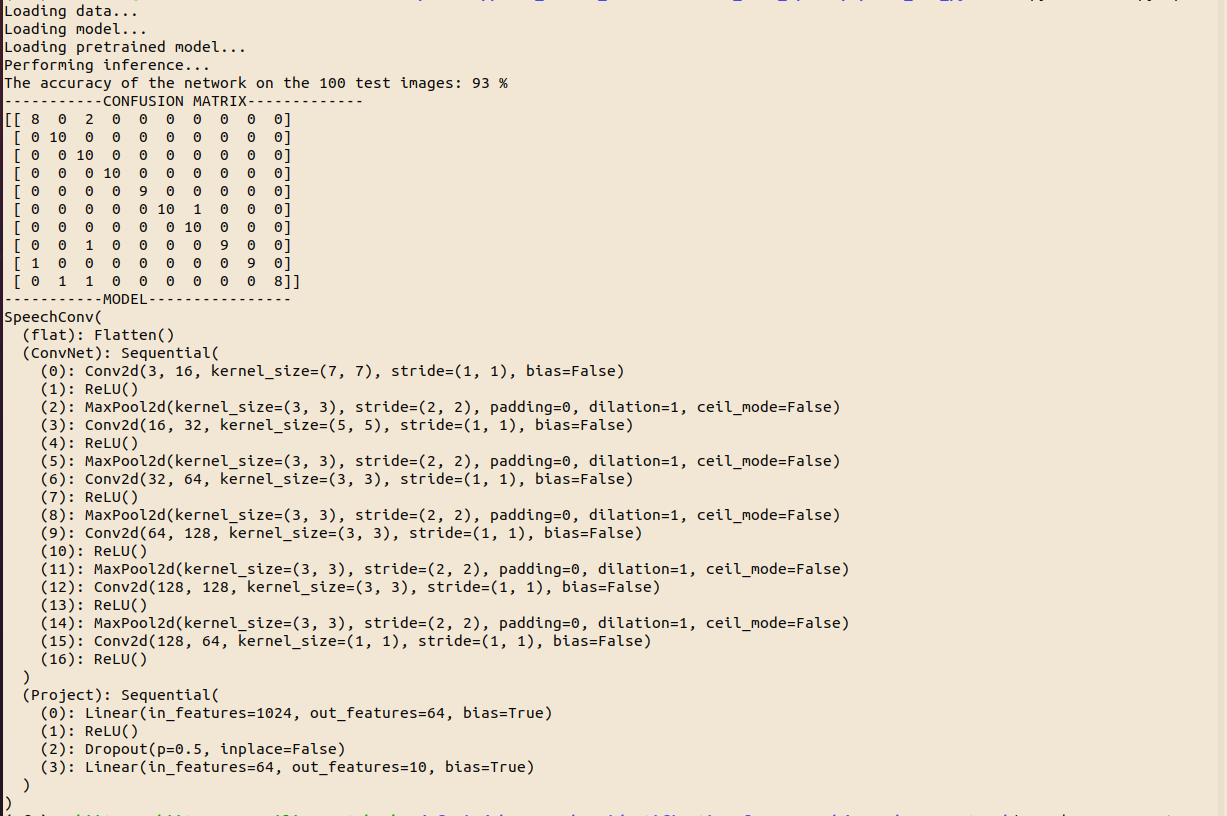 Loading data...
Loading model...
Loading pretrained model...
Performing inference...
The accuracy of the network on the 100 test images: 93 %
-----------CONFUSION MATRIX-------------
[[ 8  0  2  0  0  0  0  0  0  0]
 [ 0 10  0  0  0  0  0  0  0  0]
 [ 0  0 10  0  0  0  0  0  0  0]
 [ 0  0  0 10  0  0  0  0  0  0]
 [ 0  0  0  0  9  0  0  0  0  0]
 [ 0  0  0  0  0 10  1  0  0  0]
 [ 0  0  0  0  0  0 10  0  0  0]
 [ 0  0  1  0  0  0  0  9  0  0]
 [ 1  0  0  0  0  0  0  0  9  0]
 [ 0  1  1  0  0  0  0  0  0  8]]
-----------MODEL----------------
SpeechConv(
  (flat): Flatten()
  (ConvNet): Sequential(
    (0): Conv2d(3, 16, kernel_size=(7, 7), stride=(1, 1), bias=False)
    (1): ReLU()
    (2): MaxPool2d(kernel_size=(3, 3), stride=(2, 2), padding=0, dilation=1, ceil_mode=False)
    (3): Conv2d(16, 32, kernel_size=(5, 5), stride=(1, 1), bias=False)
    (4): ReLU()
    (5): MaxPool2d(kernel_size=(3, 3), stride=(2, 2), padding=0, dilation=1, ceil_mode=False)
    (6): Conv2d(32, 64, kernel_size=(3, 3), stride=(1, 1), bias=False)
    (7): ReLU()
    (8): MaxPool2d(kernel_size=(3, 3), stride=(2, 2), padding=0, dilation=1, ceil_mode=False)
    (9): Conv2d(64, 128, kernel_size=(3, 3), stride=(1, 1), bias=False)
    (10): ReLU()
    (11): MaxPool2d(kernel_size=(3, 3), stride=(2, 2), padding=0, dilation=1, ceil_mode=False)
    (12): Conv2d(128, 128, kernel_size=(3, 3), stride=(1, 1), bias=False)
    (13): ReLU()
    (14): MaxPool2d(kernel_size=(3, 3), stride=(2, 2), padding=0, dilation=1, ceil_mode=False)
    (15): Conv2d(128, 64, kernel_size=(1, 1), stride=(1, 1), bias=False)
    (16): ReLU()
  )
  (Project): Sequential(
    (0): Linear(in_features=1024, out_features=64, bias=True)
    (1): ReLU()
    (2): Dropout(p=0.5, inplace=False)
    (3): Linear(in_features=64, out_features=10, bias=True)
  )
)